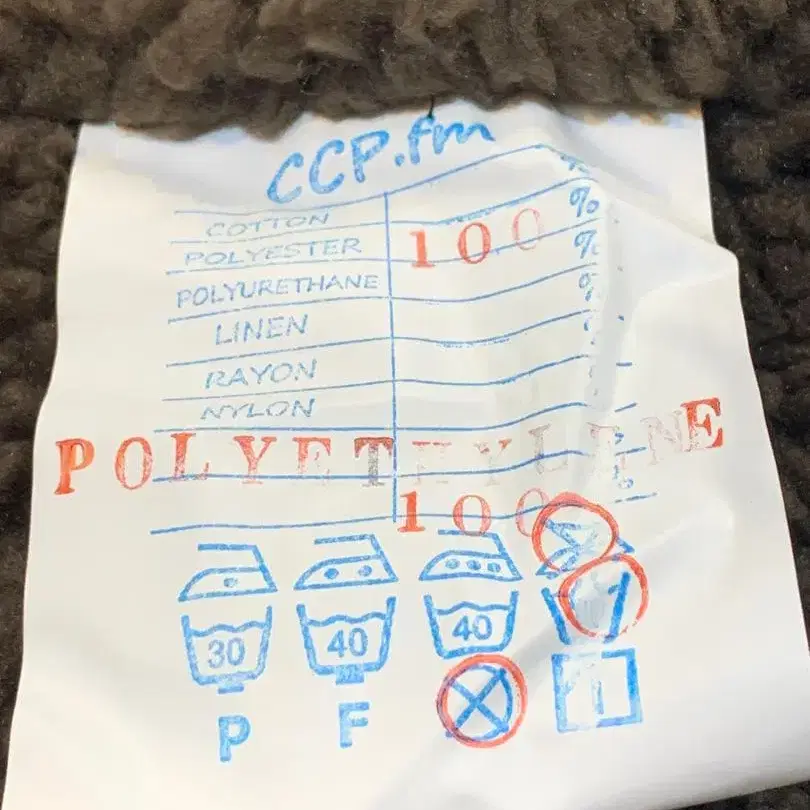 CCP.fm
%
COTTON %
POLYESTER 100 %
POLYURETHANE %
LINEN
RAYON
NYLON
POLYETHYLENE
100
30 40 40
P F